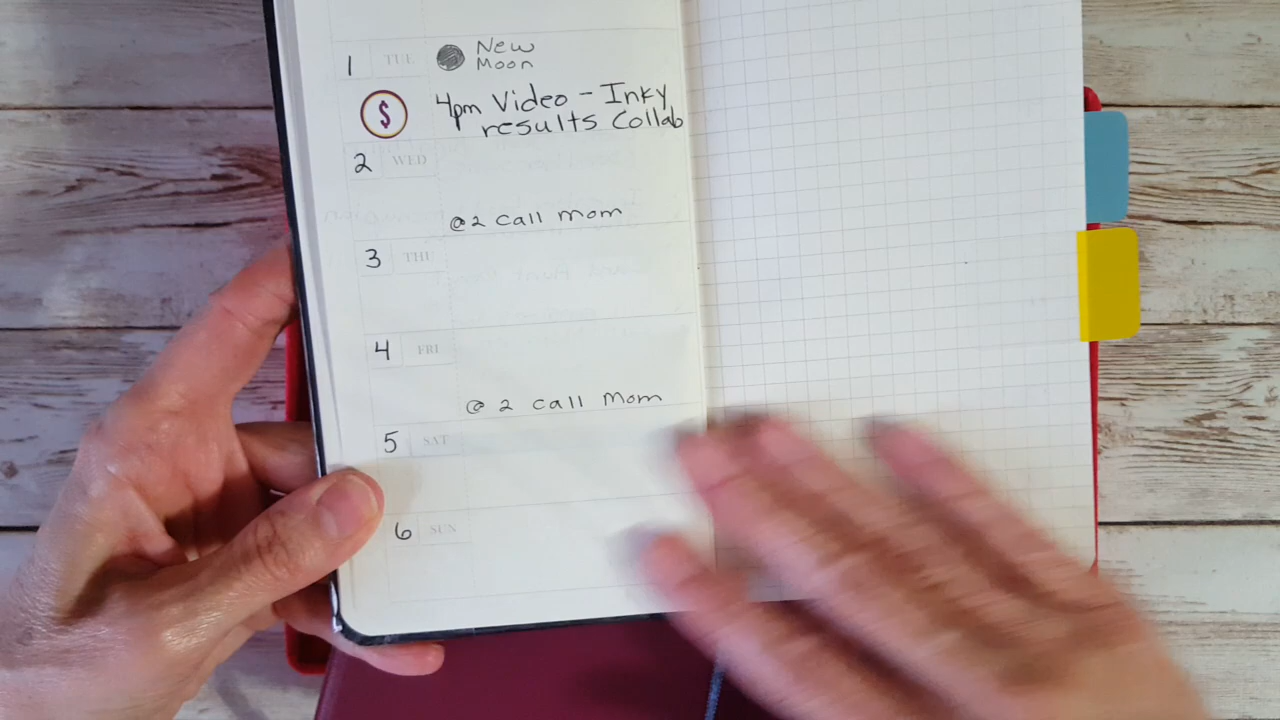 1 TUE New
Moon
$ 4pm Video - Inky
results Collab
2 WED
@2 call mom
3 THU
4 FRI
@ 2 call Mom
5 SAT
6 SUN